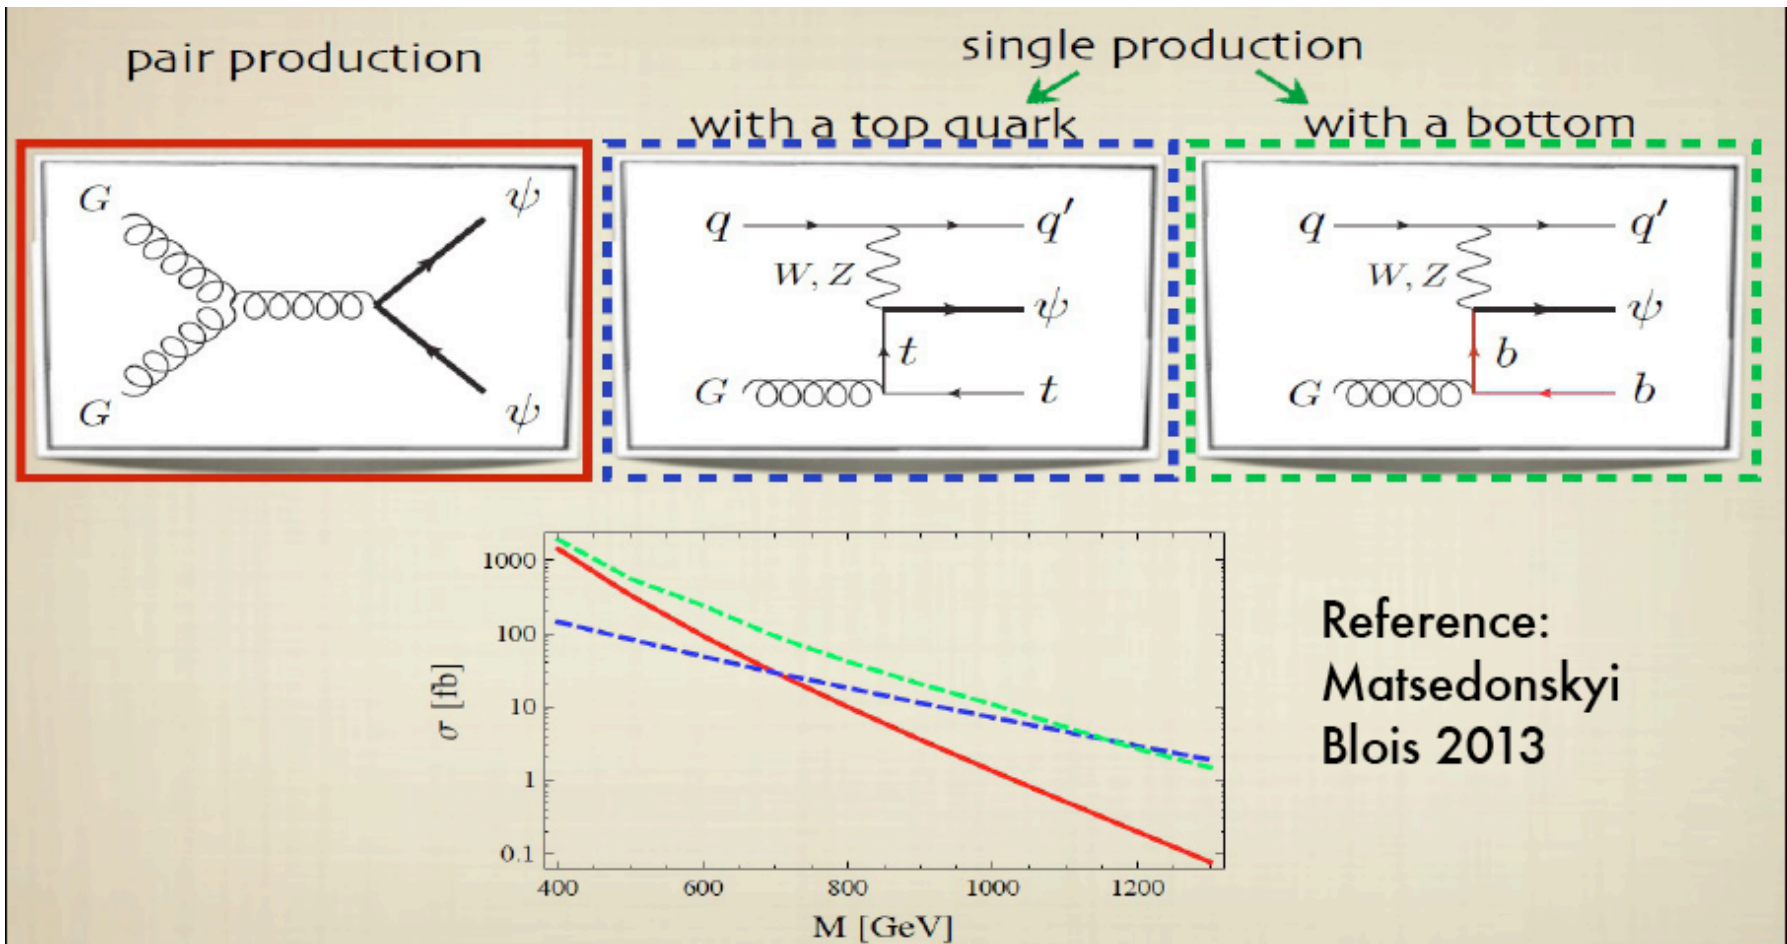 pair production
single production
with a top quark
with a bottom
G
ψ
G
ψ
q
q′
W, Z
ψ
t
G
t
q
q′
W, Z
ψ
b
G
b
1000
100
10
1
0.1
σ [fb]
400 600 800 1000 1200
M [GeV]
Reference:
Matsedonskyi
Blois 2013